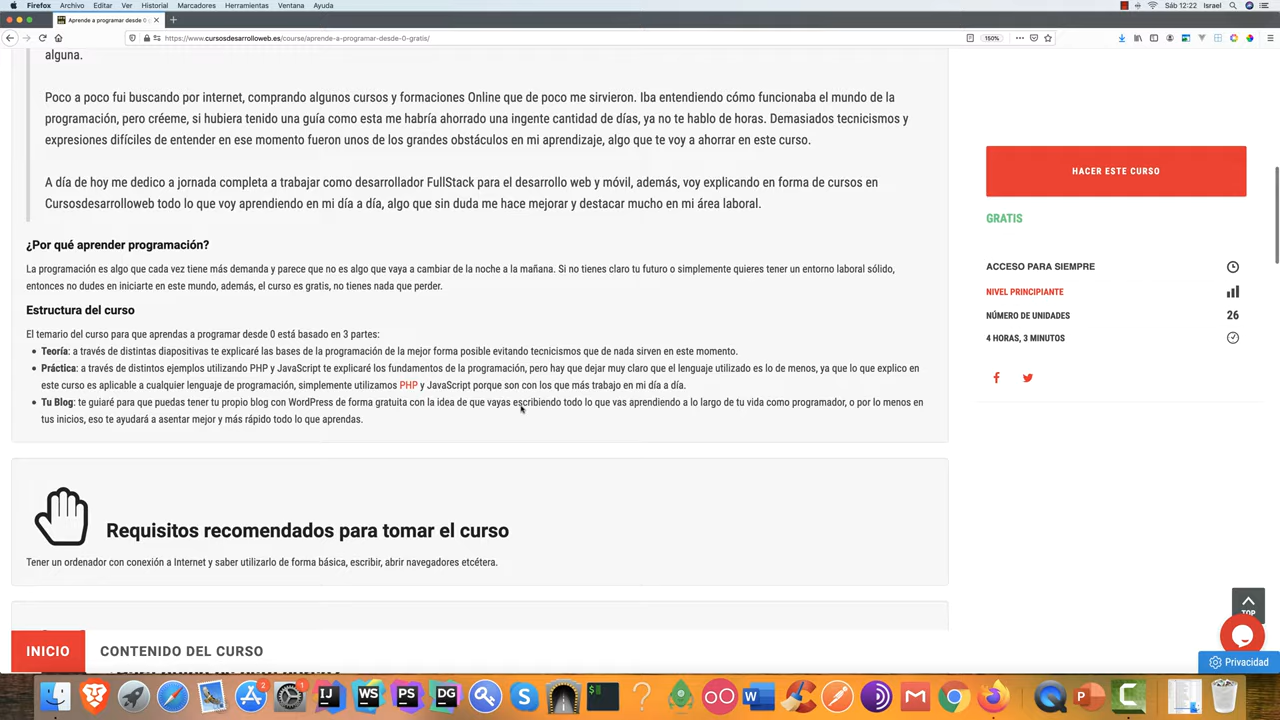 Firefox Archivo Editar Ver Historial Marcadores Herramientas Ventana Ayuda Sáb 12:22 Israel
Aprende a programar desde 0 g
https://www.cursosdesarrolloweb.es/course/aprende-a-programar-desde-0-gratis/ 150%
alguna.
Poco a poco fui buscando por internet, comprando algunos cursos y formaciones Online que de poco me sirvieron. Iba entendiendo cómo funcionaba el mundo de la
programación, pero créeme, si hubiera tenido una guía como esta me habría ahorrado una ingente cantidad de días, ya no te hablo de horas. Demasiados tecnicismos y
expresiones difíciles de entender en ese momento fueron unos de los grandes obstáculos en mi aprendizaje, algo que te voy a ahorrar en este curso.
A día de hoy me dedico a jornada completa a trabajar como desarrollador FullStack para el desarrollo web y móvil, además, voy explicando en forma de cursos en
Cursosdesarrolloweb todo lo que voy aprendiendo en mi día a día, algo que sin duda me hace mejorar y destacar mucho en mi área laboral.
¿Por qué aprender programación?
La programación es algo que cada vez tiene más demanda y parece que no es algo que vaya a cambiar de la noche a la mañana. Si no tienes claro tu futuro o simplemente quieres tener un entorno laboral sólido,
entonces no dudes en iniciarte en este mundo, además, el curso es gratis, no tienes nada que perder.
Estructura del curso
El temario del curso para que aprendas a programar desde 0 está basado en 3 partes:
Teoría: a través de distintas diapositivas te explicaré las bases de la programación de la mejor forma posible evitando tecnicismos que de nada sirven en este momento.
Práctica: a través de distintos ejemplos utilizando PHP y JavaScript te explicaré los fundamentos de la programación, pero hay que dejar muy claro que el lenguaje utilizado es lo de menos, ya que lo que explico en
este curso es aplicable a cualquier lenguaje de programación, simplemente utilizamos PHP y JavaScript porque son con los que más trabajo en mi día a día.
Tu Blog: te guiaré para que puedas tener tu propio blog con WordPress de forma gratuita con la idea de que vayas escribiendo todo lo que vas aprendiendo a lo largo de tu vida como programador, o por lo menos en
tus inicios, eso te ayudará a asentar mejor y más rápido todo lo que aprendas.
Requisitos recomendados para tomar el curso
Tener un ordenador con conexión a Internet y saber utilizarlo de forma básica, escribir, abrir navegadores etcétera.
HACER ESTE CURSO
GRATIS
ACCESO PARA SIEMPRE
NIVEL PRINCIPIANTE
NÚMERO DE UNIDADES 26
4 HORAS, 3 MINUTOS
TOP
INICIO CONTENIDO DEL CURSO
Privacidad
2 1 IJ WS PS DG S W P C